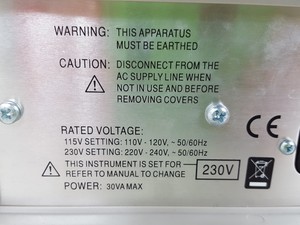 WARNING: THIS APPARATUS
MUST BE EARTHED
CAUTION: DISCONNECT FROM THE
AC SUPPLY LINE WHEN
NOT IN USE AND BEFORE
REMOVING COVERS
CE
RATED VOLTAGE:
115V SETTING: 110V - 120V, ~ 50/60Hz
230V SETTING: 220V - 240V, ~ 50/60Hz
THIS INSTRUMENT IS SET FOR 230V
REFER TO MANUAL TO CHANGE
POWER: 30VA MAX